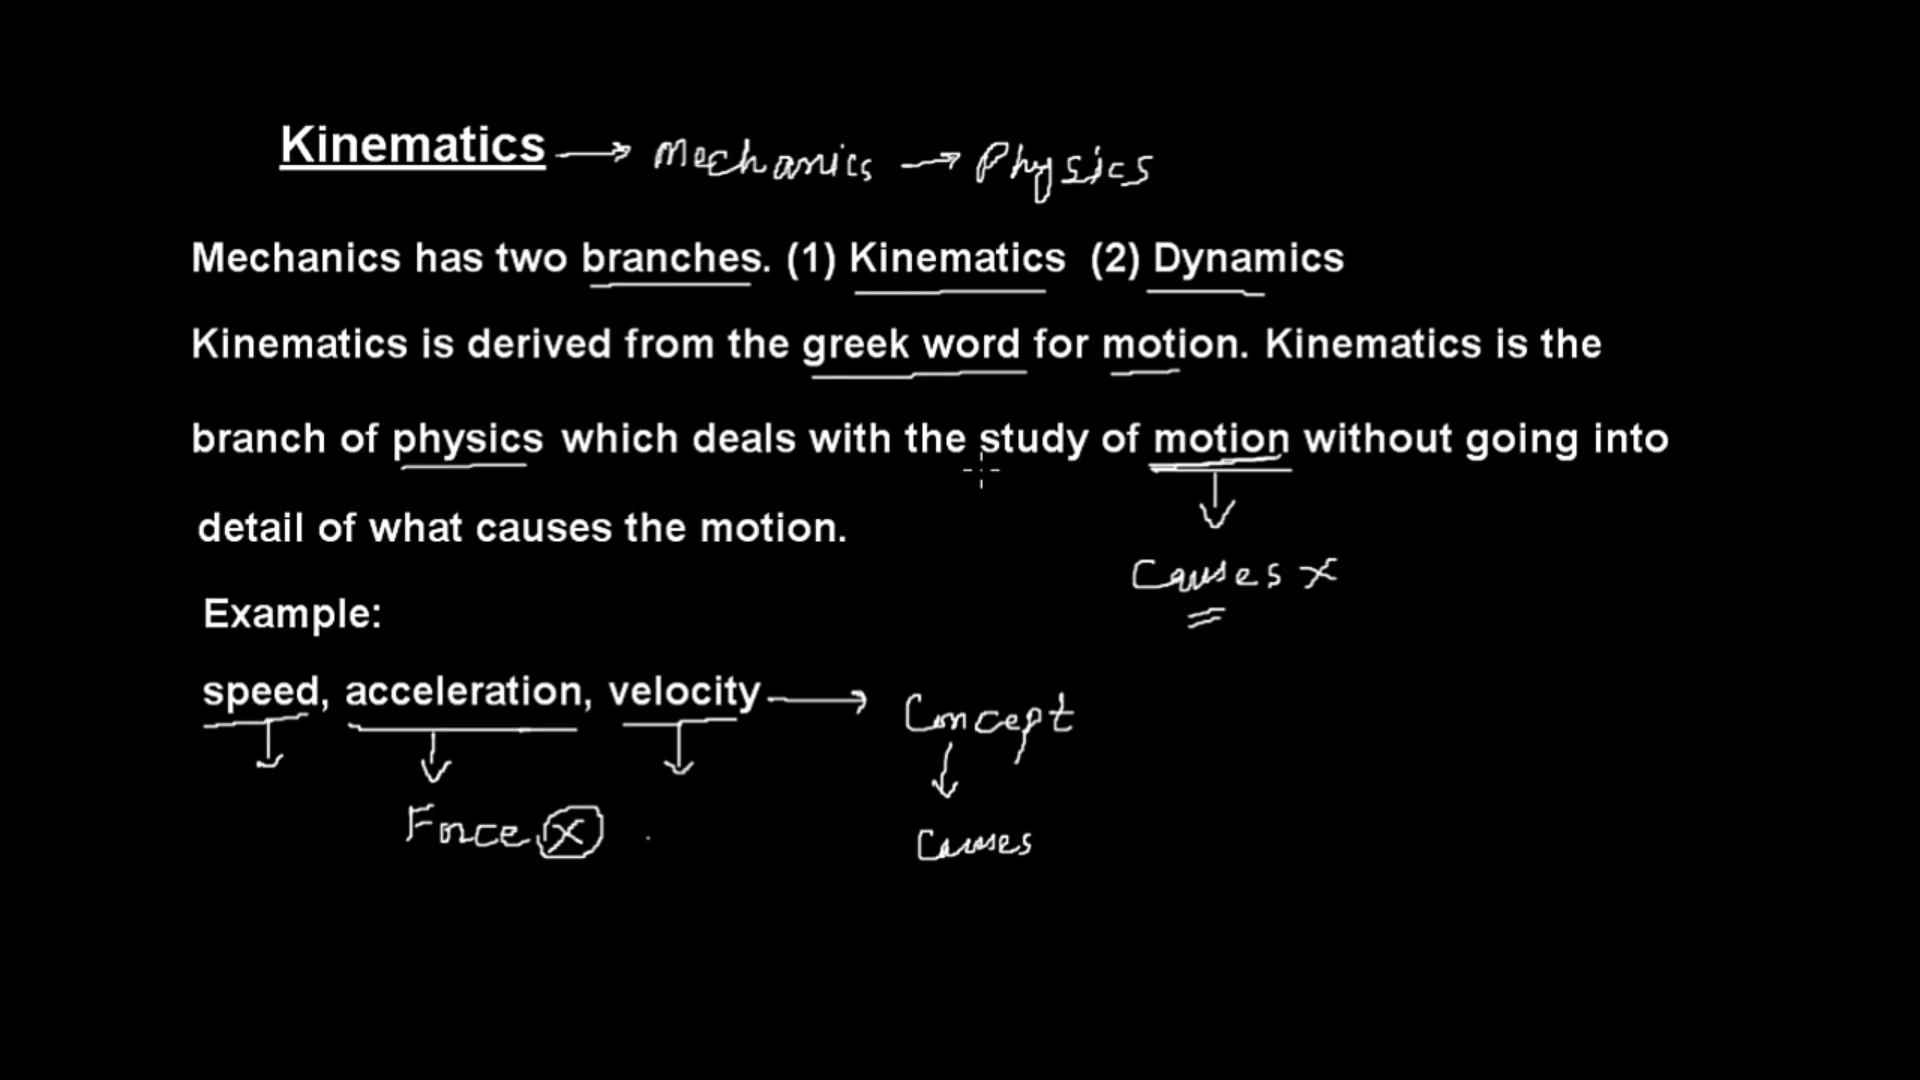 Kinematics → Mechanics → Physics
Mechanics has two branches. (1) Kinematics (2) Dynamics
Kinematics is derived from the greek word for motion. Kinematics is the
branch of physics which deals with the study of motion without going into
detail of what causes the motion.
Causes ×
Example:
speed, acceleration, velocity → Concept
Force × Causes